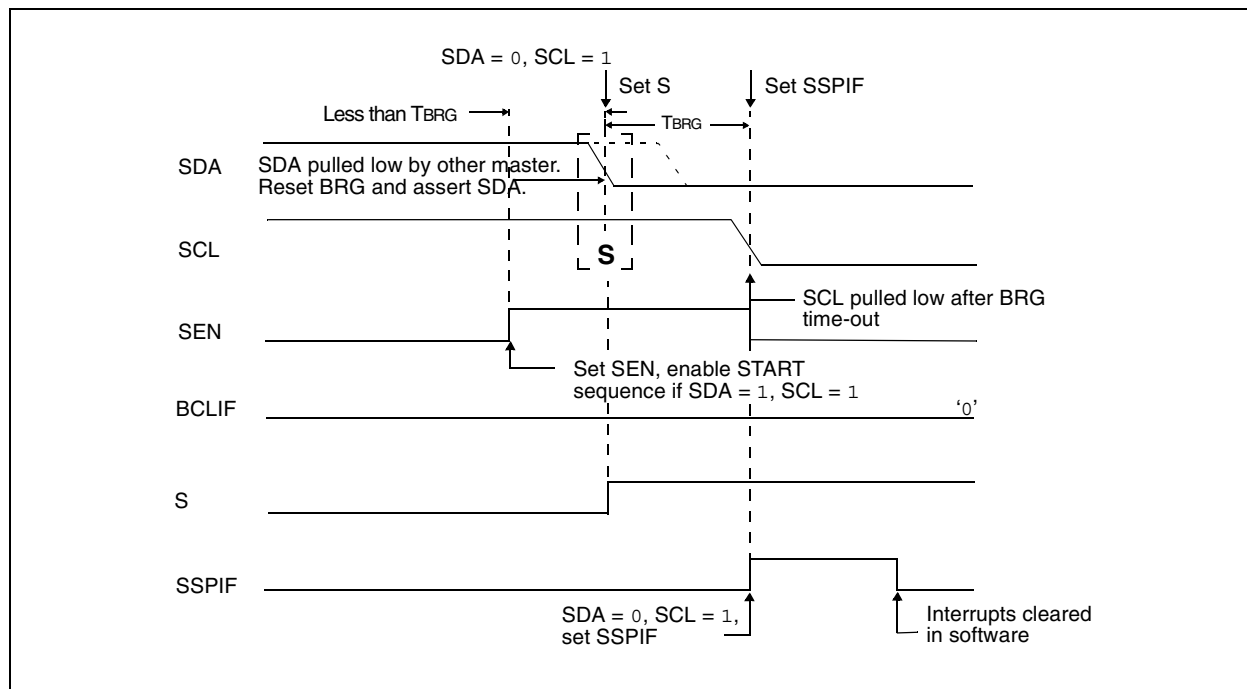 SDA = 0, SCL = 1
Set S
Set SSPIF
Less than TBRG
TBRG
SDA
SDA pulled low by other master.
Reset BRG and assert SDA.
SCL
S
SCL pulled low after BRG
time-out
SEN
Set SEN, enable START
sequence if SDA = 1, SCL = 1
BCLIF
‘0’
S
SSPIF
SDA = 0, SCL = 1,
set SSPIF
Interrupts cleared
in software